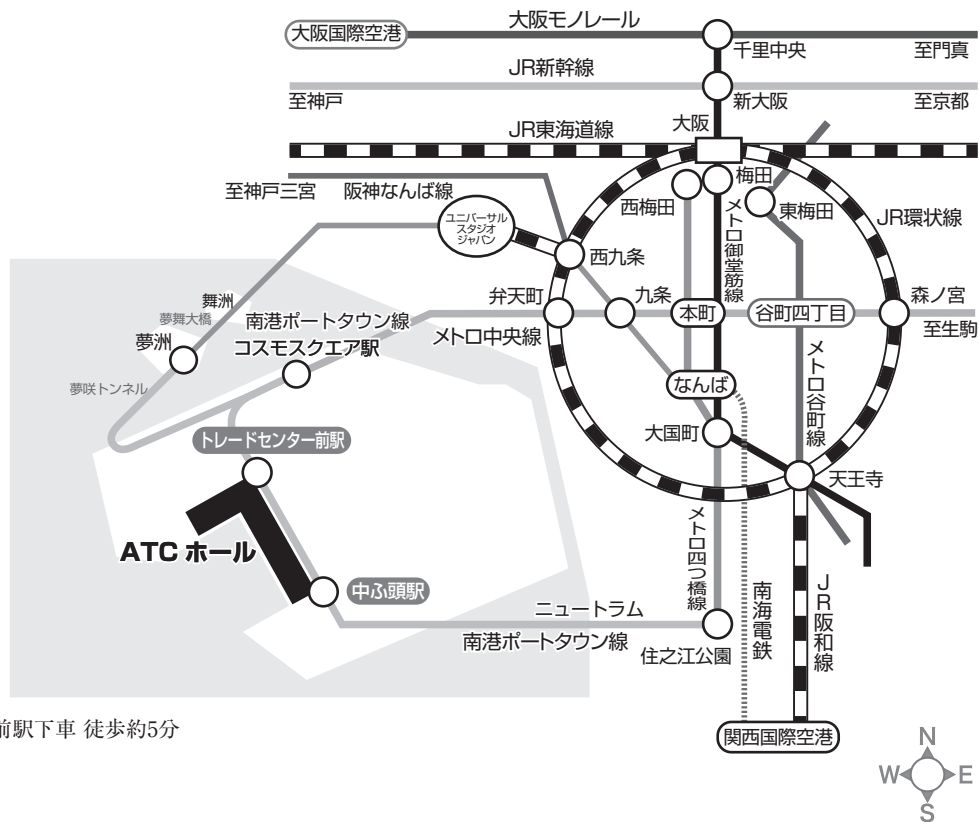 大阪モノレール
大阪国際空港
千里中央
至門真
JR新幹線
至神戸
新大阪
至京都
JR東海道線
大阪
至神戸三宮
阪神なんば線
梅田
西梅田
東梅田
JR環状線
メトロ御堂筋線
ユニバーサル
スタジオ
ジャパン
西九条
舞洲
夢舞大橋
南港ポートタウン線
弁天町
九条
本町
谷町四丁目
森ノ宮
メトロ中央線
至生駒
夢洲
コスモスクエア駅
夢咲トンネル
なんば
メトロ谷町線
トレードセンター前駅
大国町
天王寺
ATC ホール
メトロ四つ橋線
中ふ頭駅
ニュートラム
南港ポートタウン線
住之江公園
南海電鉄
JR阪和線
前駅下車 徒歩約5分
関西国際空港
N
W E
S